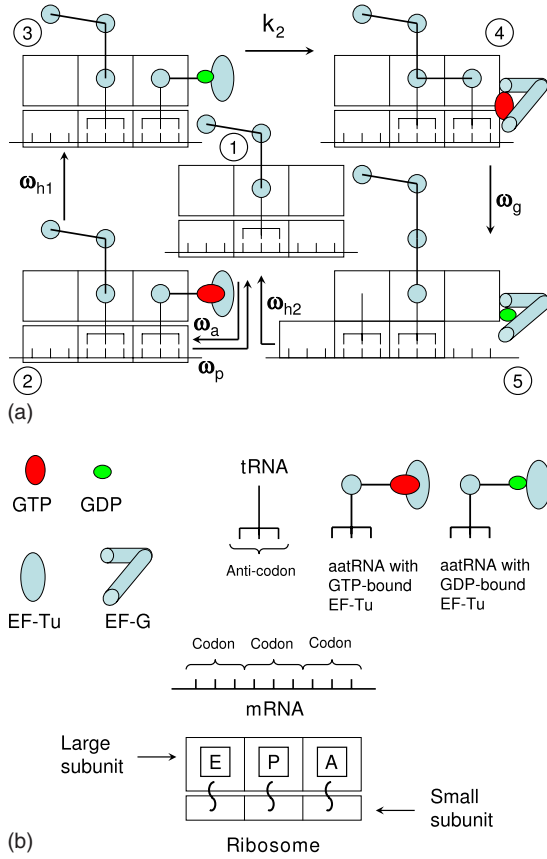 3
k2
4
1
ωh1
ωg
ωa
ωh2
ωp
2
5
(a)
tRNA
GTP
GDP
Anti-codon
aatRNA with
GTP-bound
EF-Tu
aatRNA with
GDP-bound
EF-Tu
EF-Tu
EF-G
Codon Codon Codon
mRNA
Large
subunit
E P A
Small
subunit
Ribosome
(b)